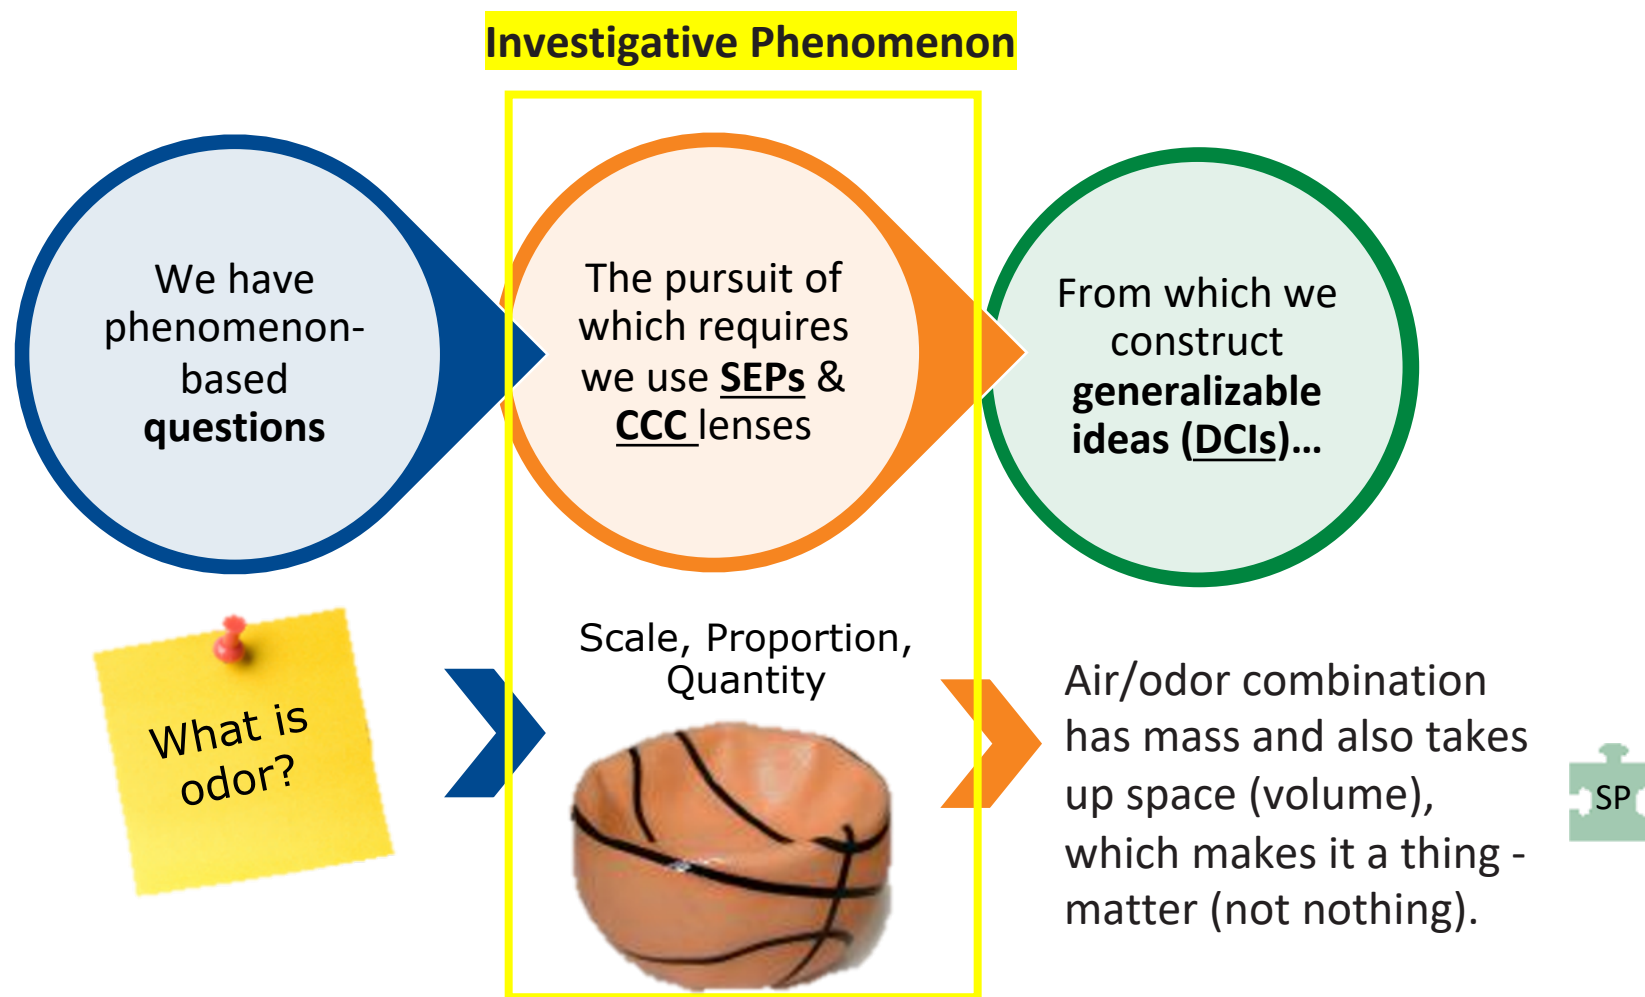 Investigative Phenomenon
We have
phenomenon-
based
questions
The pursuit of
which requires
we use SEPs &
CCC lenses
From which we
construct
generalizable
ideas (DCIs)…
What is
odor?
Scale, Proportion,
Quantity
Air/odor combination
has mass and also takes
up space (volume),
which makes it a thing -
matter (not nothing).
SP